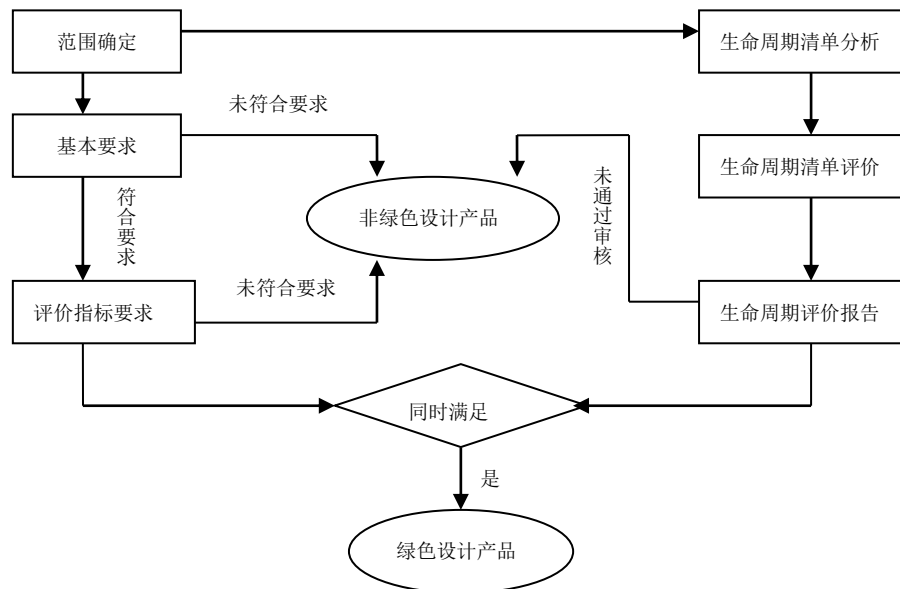 范围确定
生命周期清单分析
未符合要求
基本要求
生命周期清单评价
符合要求
未通过审核
非绿色设计产品
未符合要求
评价指标要求
生命周期评价报告
同时满足
是
绿色设计产品